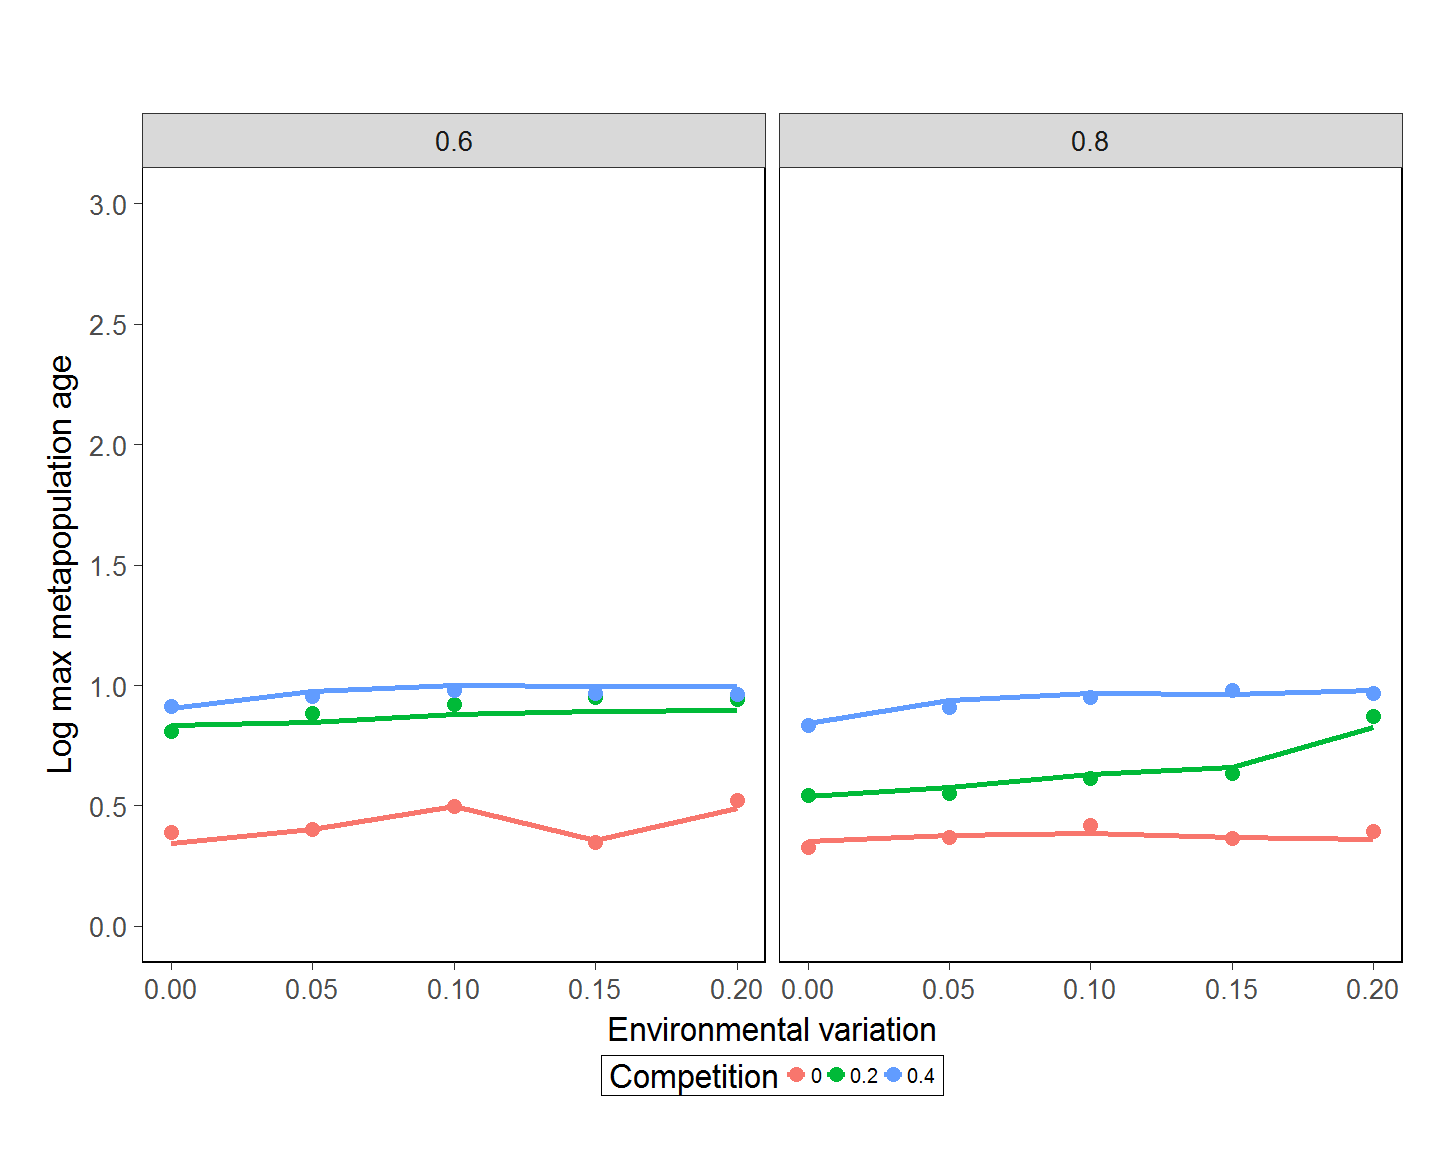 0.6 0.8
3.0
2.5
2.0
1.5
1.0
0.5
0.0
Log max metapopulation age
0.00 0.05 0.10 0.15 0.20 0.00 0.05 0.10 0.15 0.20
Environmental variation
Competition 0 0.2 0.4